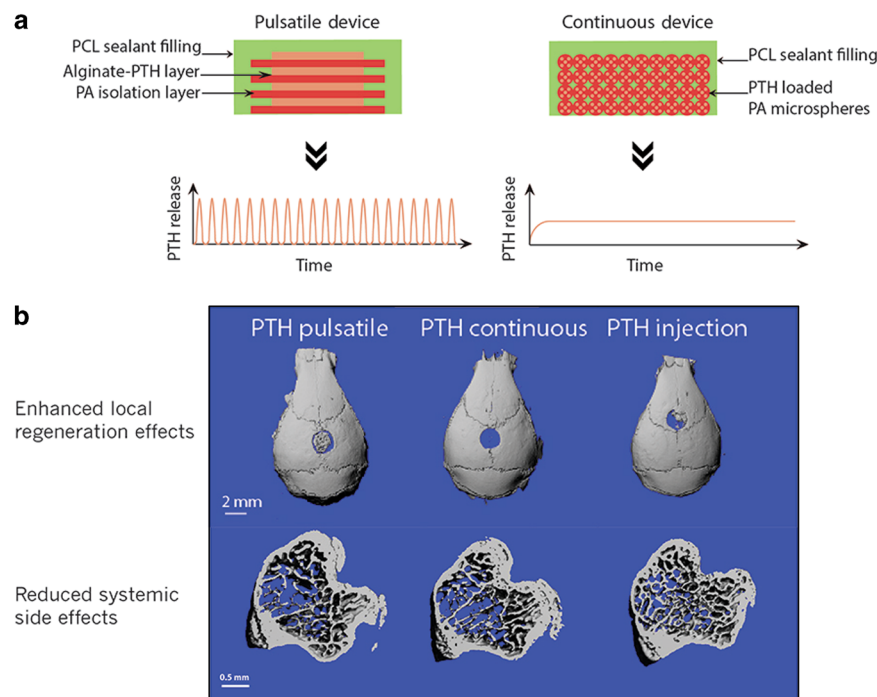 a
Pulsatile device
Continuous device
PCL sealant filling
Alginate-PTH layer
PA isolation layer
PCL sealant filling
PTH loaded
PA microspheres
PTH release
Time
PTH release
Time
b
PTH pulsatile
PTH continuous
PTH injection
Enhanced local
regeneration effects
2 mm
Reduced systemic
side effects
0.5 mm